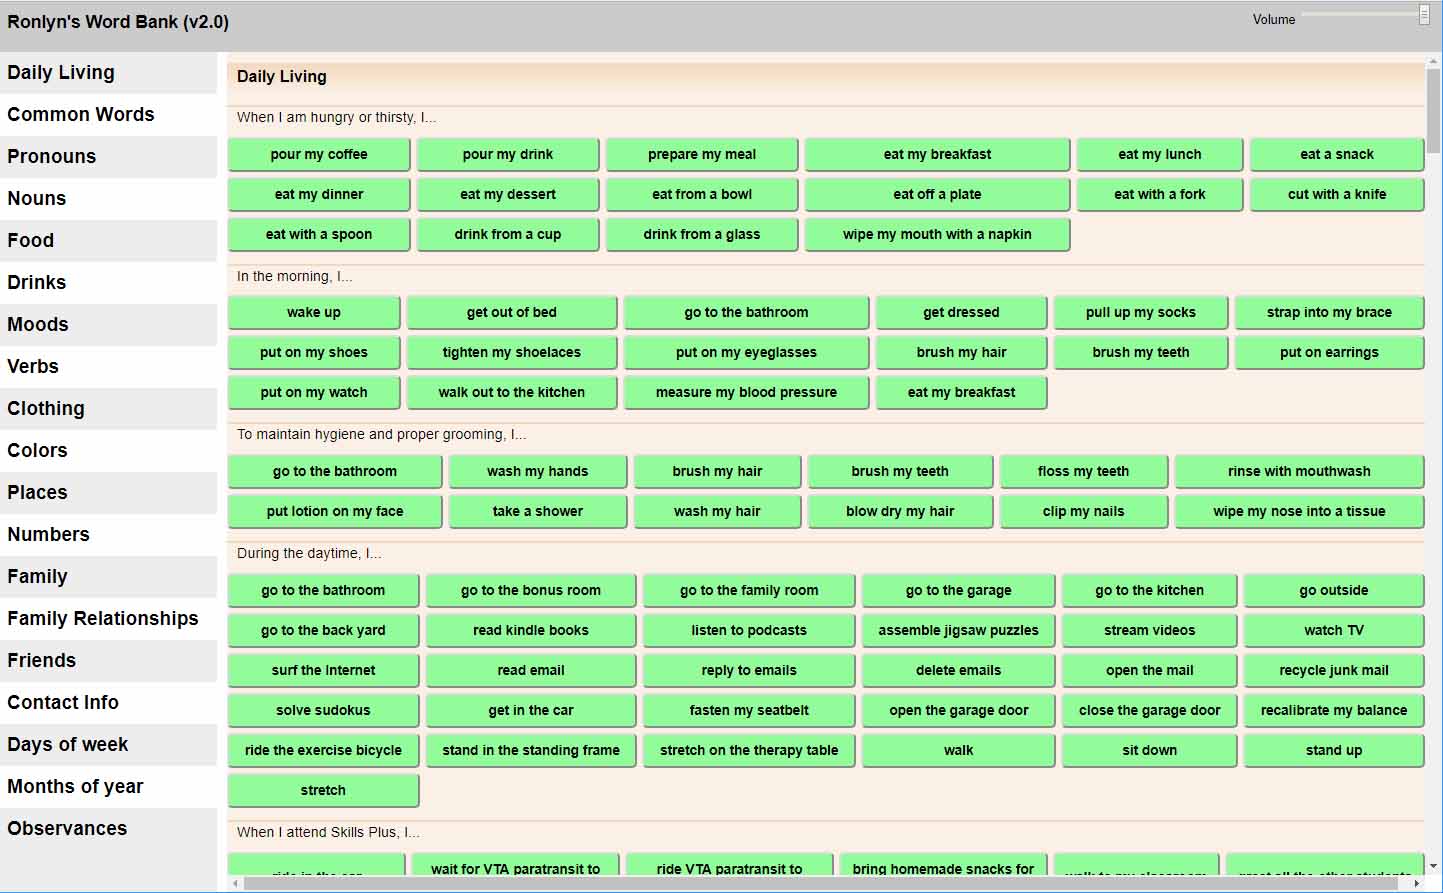 Ronlyn's Word Bank (v2.0)
Volume
Daily Living
Common Words
Pronouns
Nouns
Food
Drinks
Moods
Verbs
Clothing
Colors
Places
Numbers
Family
Family Relationships
Friends
Contact Info
Days of week
Months of year
Observances
Daily Living
When I am hungry or thirsty, I...
pour my coffee pour my drink prepare my meal eat my breakfast eat my lunch eat a snack
eat my dinner eat my dessert eat from a bowl eat off a plate eat with a fork cut with a knife
eat with a spoon drink from a cup drink from a glass wipe my mouth with a napkin
In the morning, I...
wake up get out of bed go to the bathroom get dressed pull up my socks strap into my brace
put on my shoes tighten my shoelaces put on my eyeglasses brush my hair brush my teeth put on earrings
put on my watch walk out to the kitchen measure my blood pressure eat my breakfast
To maintain hygiene and proper grooming, I...
go to the bathroom wash my hands brush my hair brush my teeth floss my teeth rinse with mouthwash
put lotion on my face take a shower wash my hair blow dry my hair clip my nails wipe my nose into a tissue
During the daytime, I...
go to the bathroom go to the bonus room go to the family room go to the garage go to the kitchen go outside
go to the back yard read kindle books listen to podcasts assemble jigsaw puzzles stream videos watch TV
surf the Internet read email reply to emails delete emails open the mail recycle junk mail
solve sudokus get in the car fasten my seatbelt open the garage door close the garage door recalibrate my balance
ride the exercise bicycle stand in the standing frame stretch on the therapy table walk sit down stand up
stretch
When I attend Skills Plus, I...
wait for VTA paratransit to ride VTA paratransit to bring homemade snacks for
ride in the car walk to my classroom greet all the other students